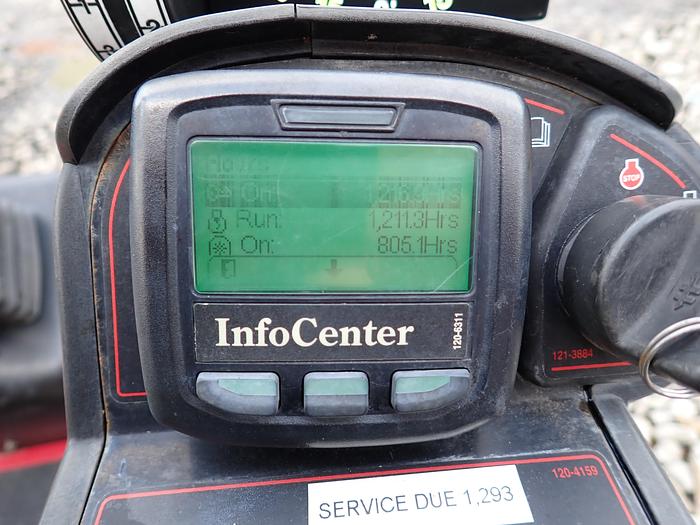 Hours
On:
Run: 1,211.3Hrs
On: 805.1Hrs
InfoCenter
120-6311
STOP
121-3884
120-4159
SERVICE DUE 1,293